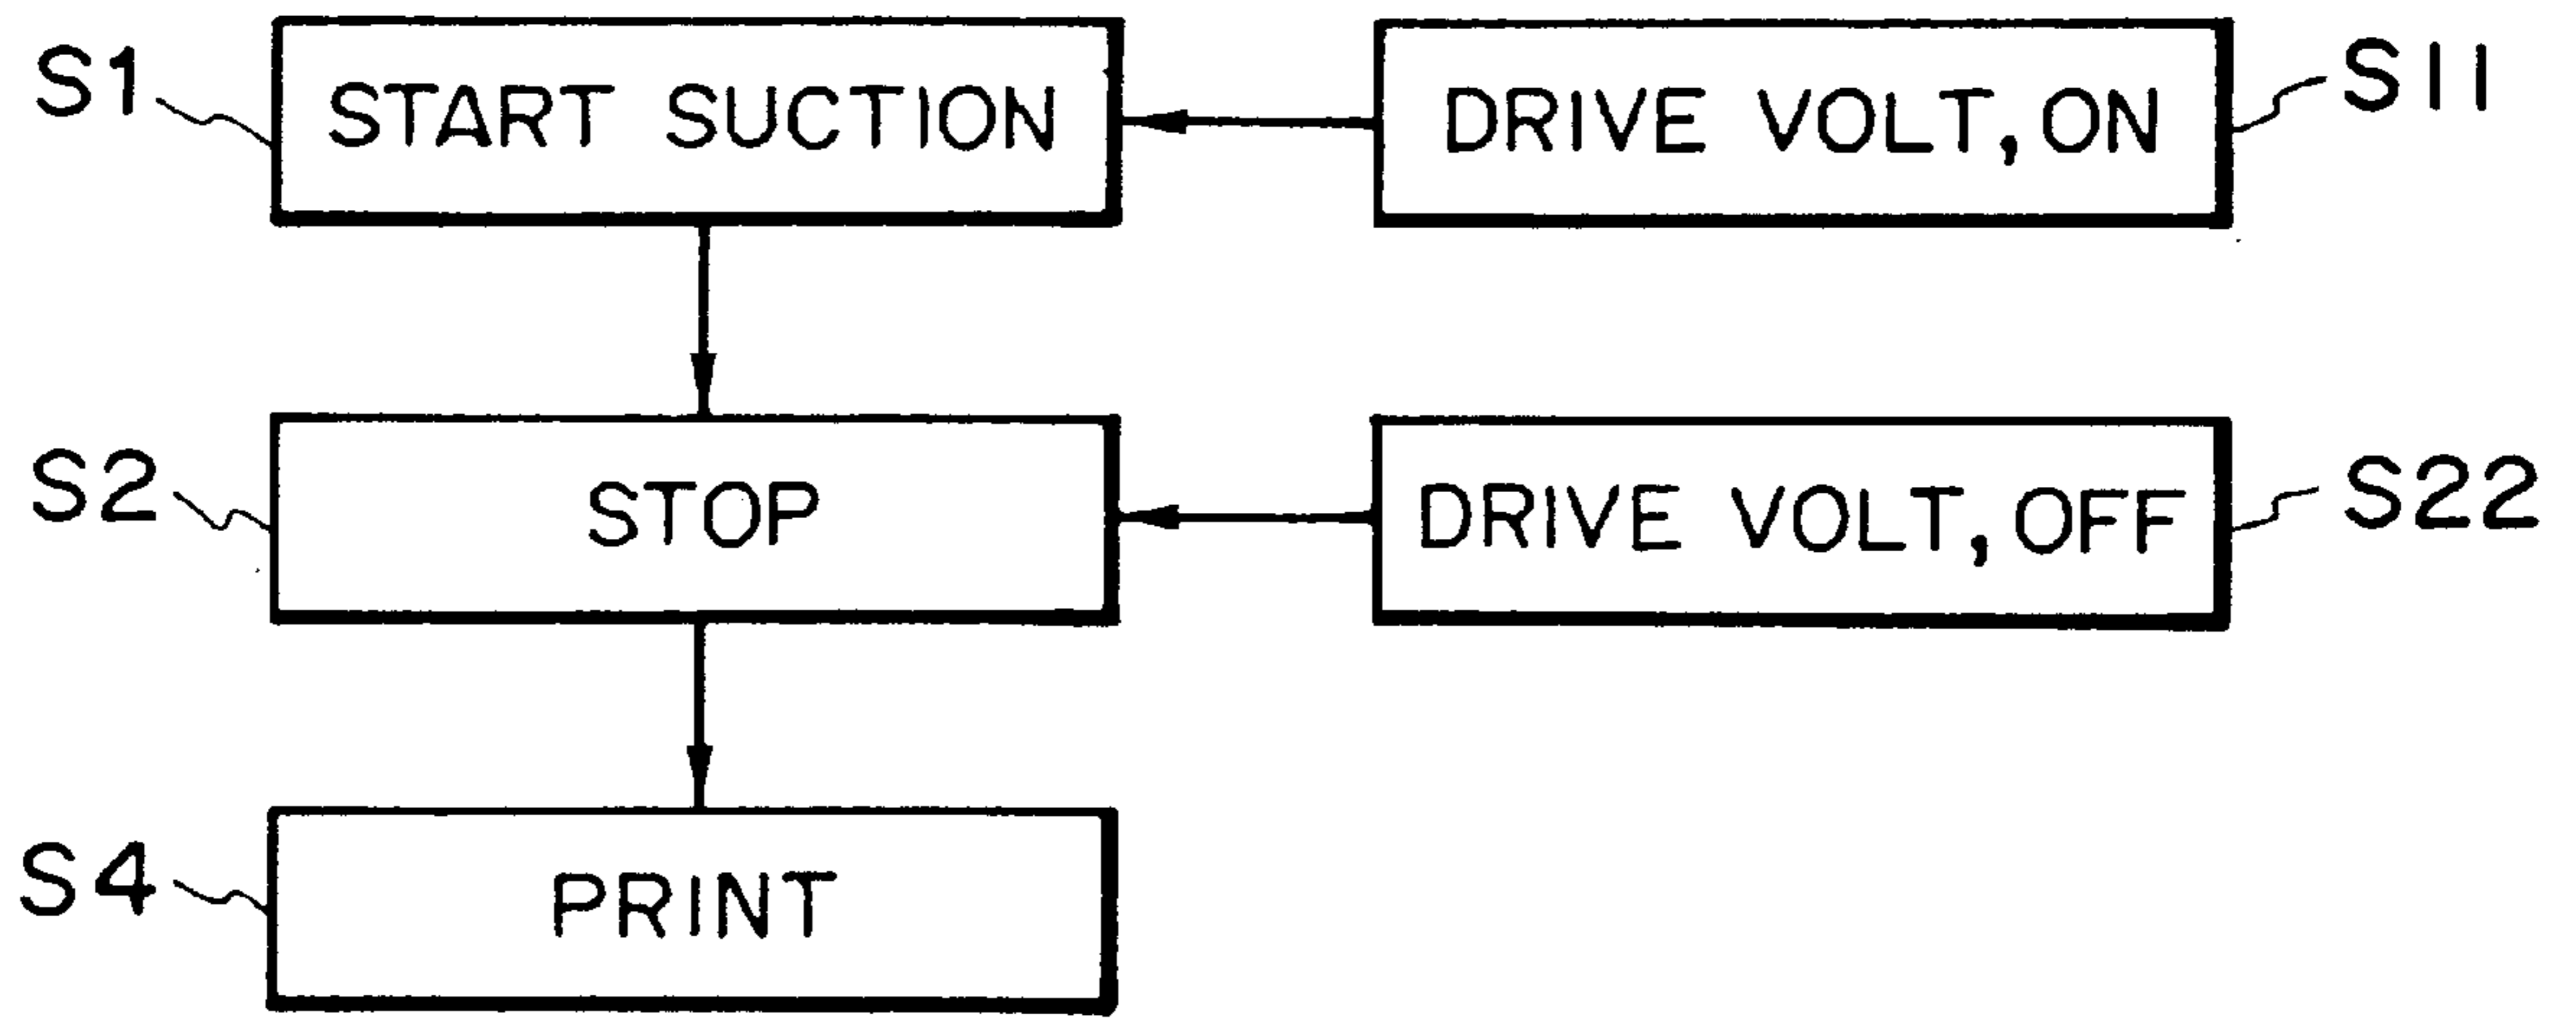 S1
START SUCTION
DRIVE VOLT, ON
S11
S2
STOP
DRIVE VOLT, OFF
S22
S4
PRINT